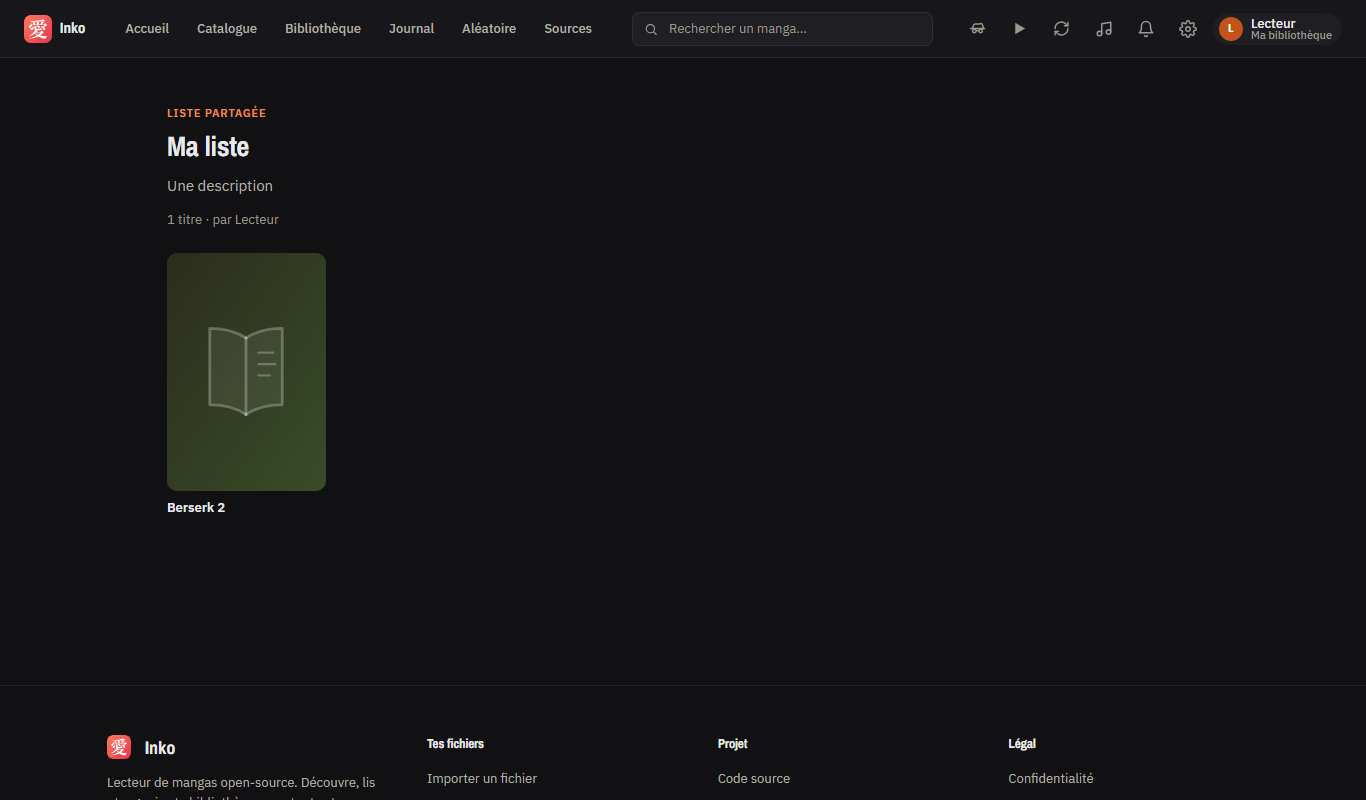 愛 Inko
Accueil
Catalogue
Bibliothèque
Journal
Aléatoire
Sources
Rechercher un manga...
L
Lecteur
Ma bibliothèque
LISTE PARTAGÉE
Ma liste
Une description
1 titre · par Lecteur
Berserk 2
愛 Inko
Lecteur de mangas open-source. Découvre, lis
Tes fichiers
Importer un fichier
Projet
Code source
Légal
Confidentialité